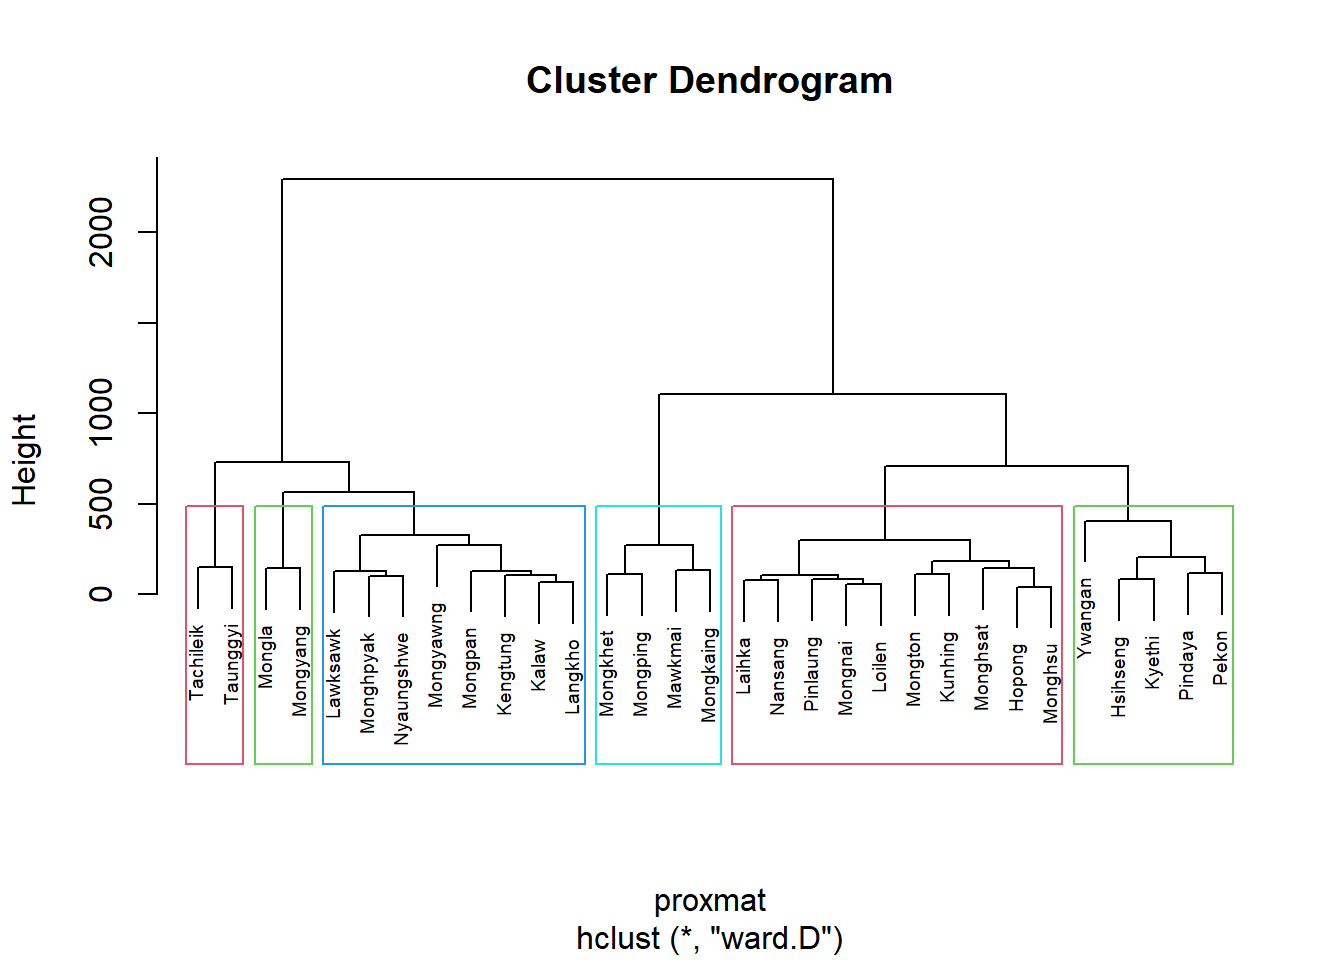 Cluster Dendrogram
Height
2000
1000
500
0
Tachileik
Taunggyi
Mongla
Mongyang
Lawksawk
Monghpyak
Nyaungshwe
Mongyawng
Mongpan
Kengtung
Kalaw
Langkho
Mongkhet
Mongping
Mawkmai
Mongkaing
Laihka
Nansang
Pinlaung
Mongnai
Loilen
Mongton
Kunhing
Monghsat
Hopong
Monghsu
Ywangan
Hsihseng
Kyethi
Pindaya
Pekon
proxmat
hclust (*, "ward.D")